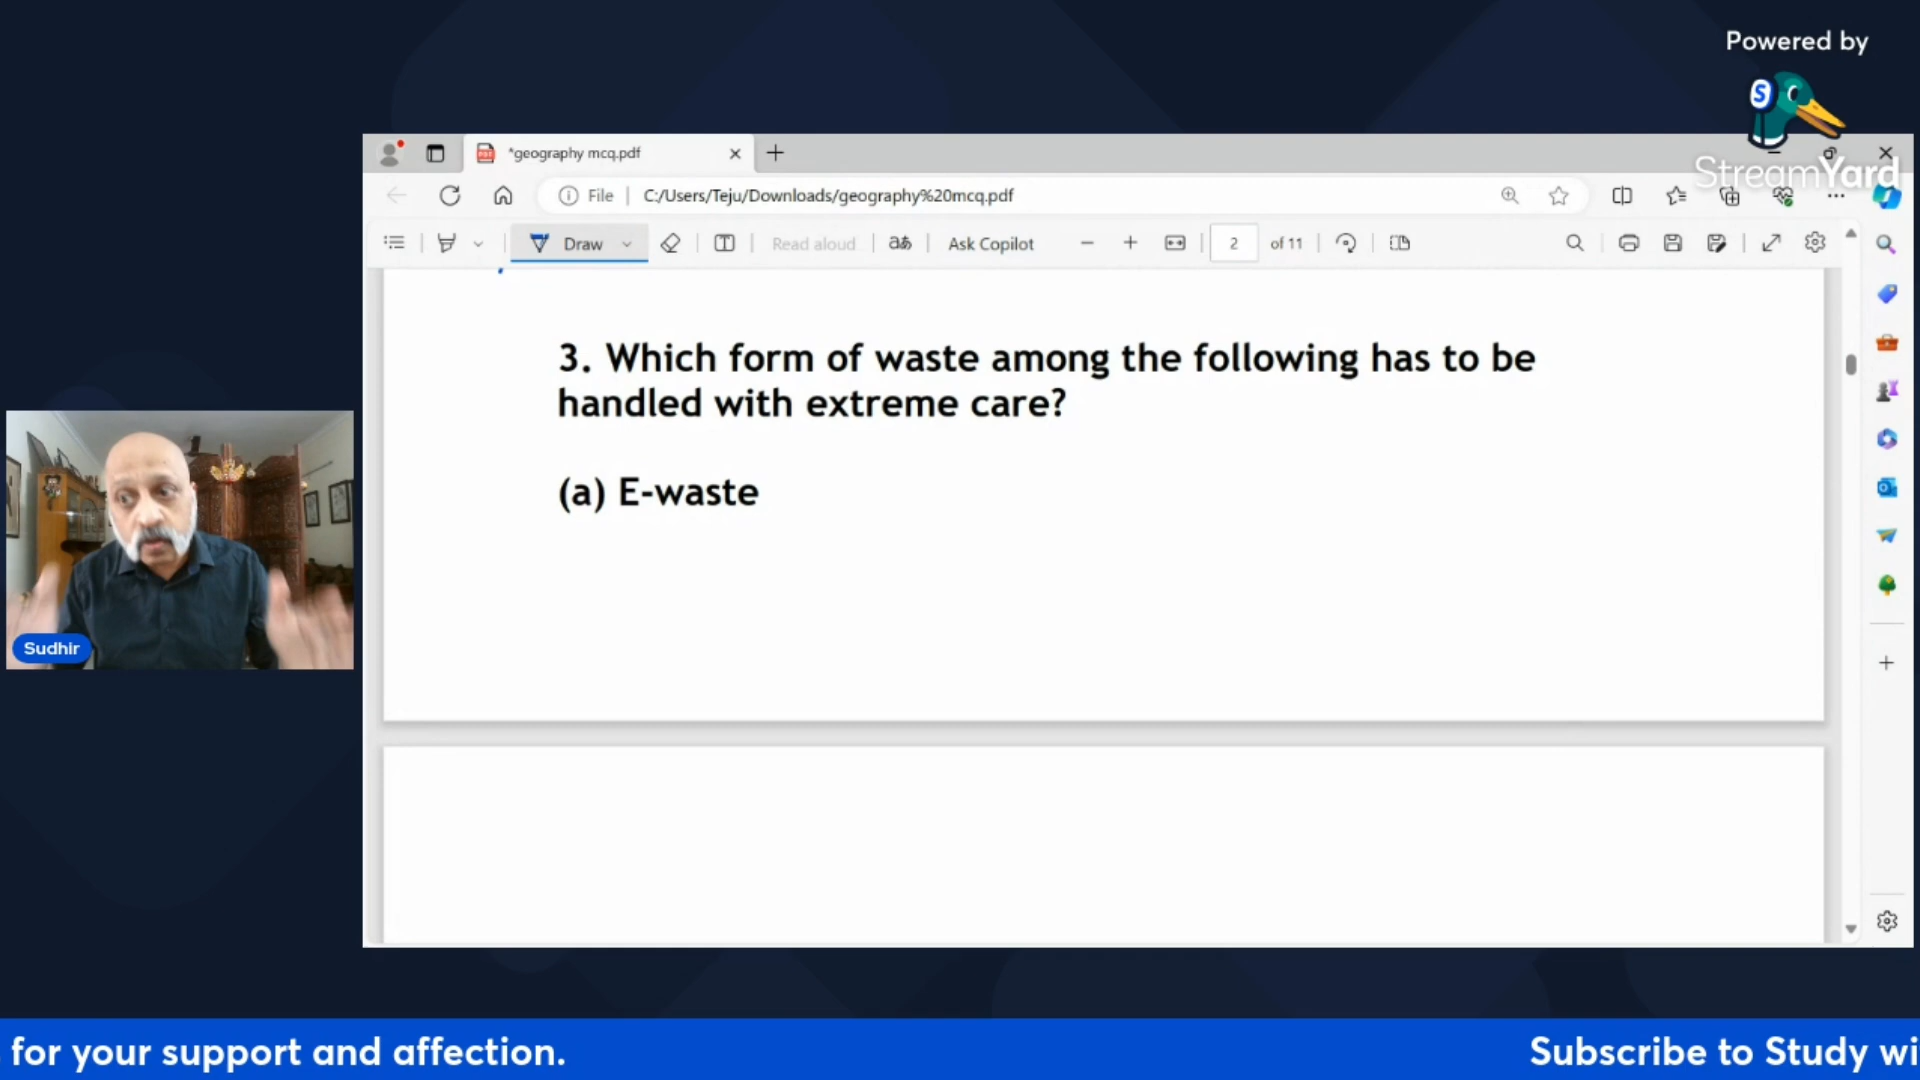 Powered by
StreamYard
*geography mcq.pdf
File
C:/Users/Teju/Downloads/geography%20mcq.pdf
Draw
Read aloud
aあ
Ask Copilot
2 of 11
3. Which form of waste among the following has to be
handled with extreme care?
(a) E-waste
Sudhir
for your support and affection.
Subscribe to Study wi